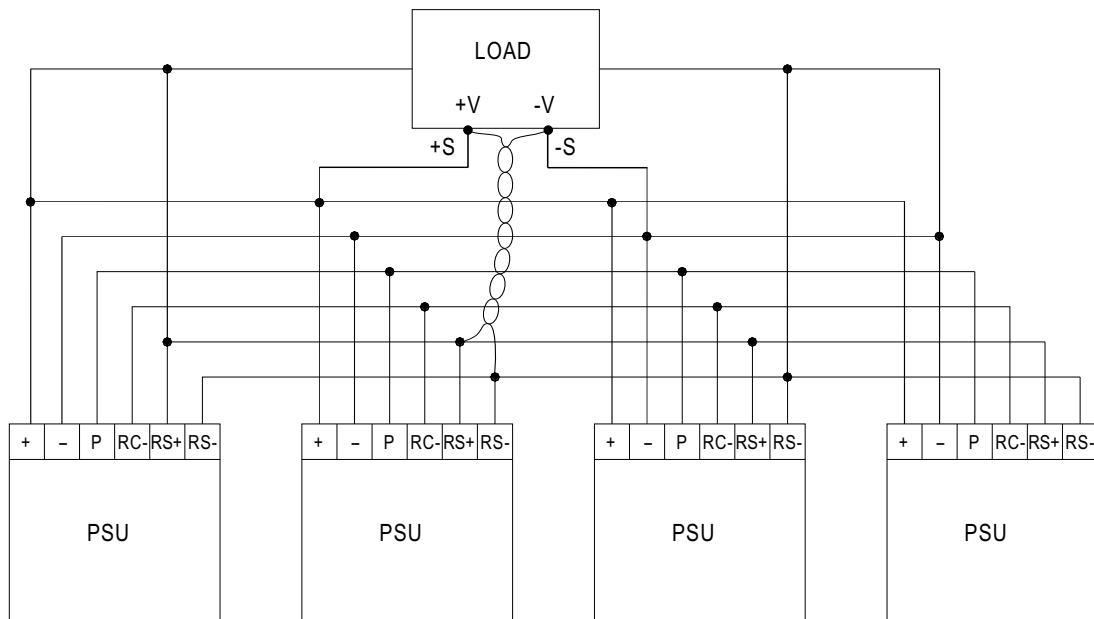 LOAD
+V -V
+S -S
+ – P RC- RS+ RS- + – P RC- RS+ RS- + – P RC- RS+ RS- + – P RC- RS+ RS-
PSU PSU PSU PSU